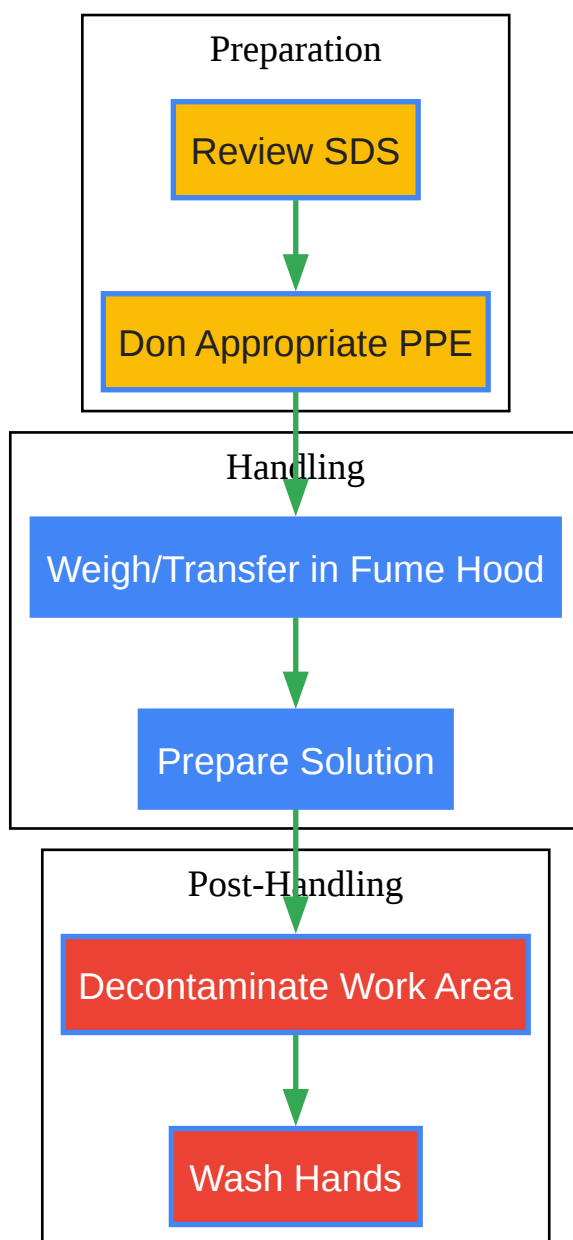 Preparation
Review SDS
Don Appropriate PPE
Handling
Weigh/Transfer in Fume Hood
Prepare Solution
Post-Handling
Decontaminate Work Area
Wash Hands